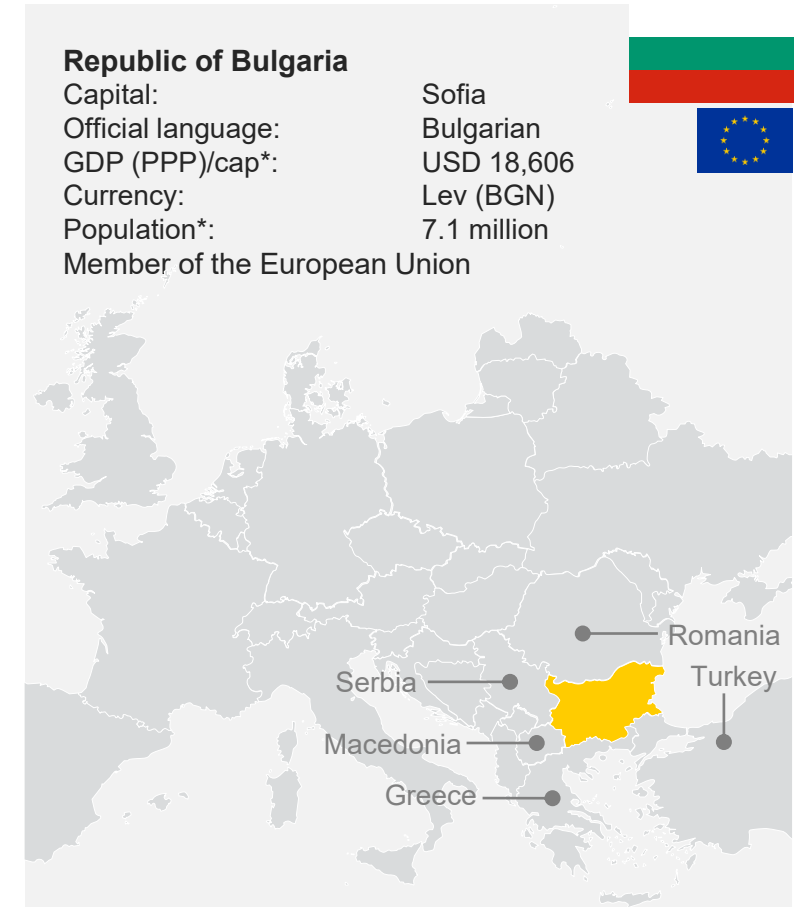 Republic of Bulgaria
Capital: Sofia
Official language: Bulgarian
GDP (PPP)/cap*: USD 18,606
Currency: Lev (BGN)
Population*: 7.1 million
Member of the European Union
Romania
Turkey
Serbia
Macedonia
Greece